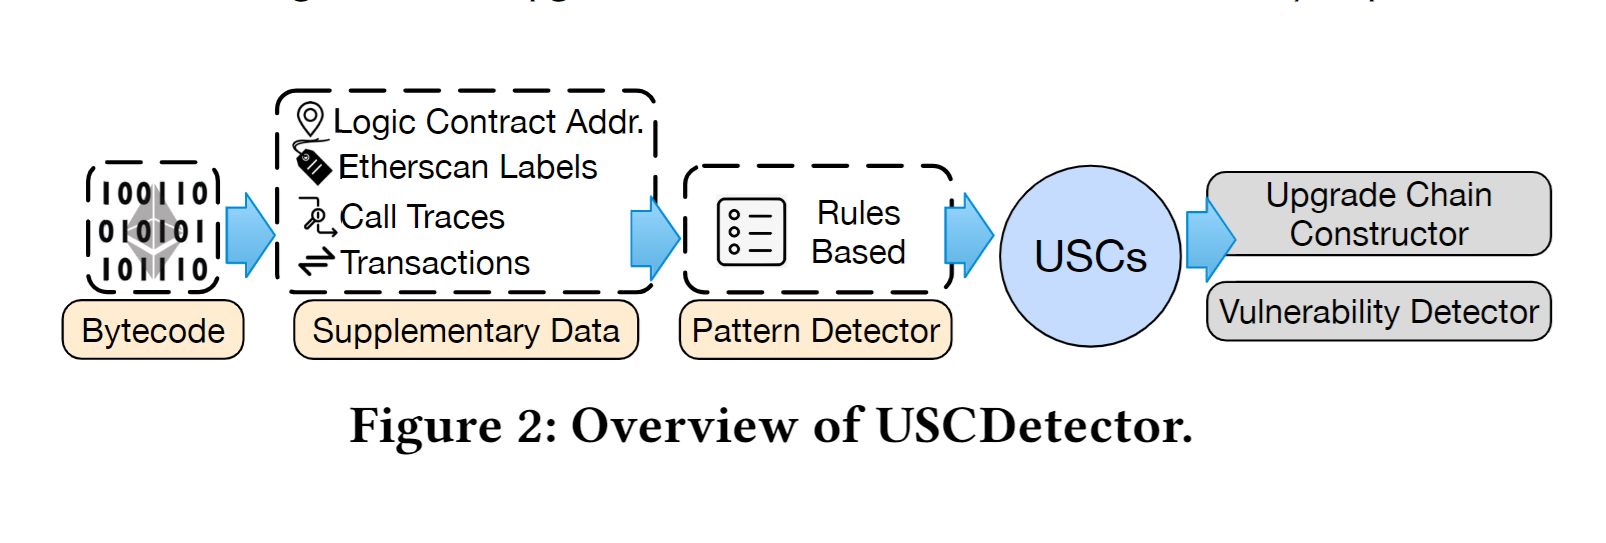 100110
010101
101110
Bytecode
Logic Contract Addr.
Etherscan Labels
Call Traces
Transactions
Supplementary Data
Rules
Based
Pattern Detector
USCs
Upgrade Chain
Constructor
Vulnerability Detector
Figure 2: Overview of USCDetector.